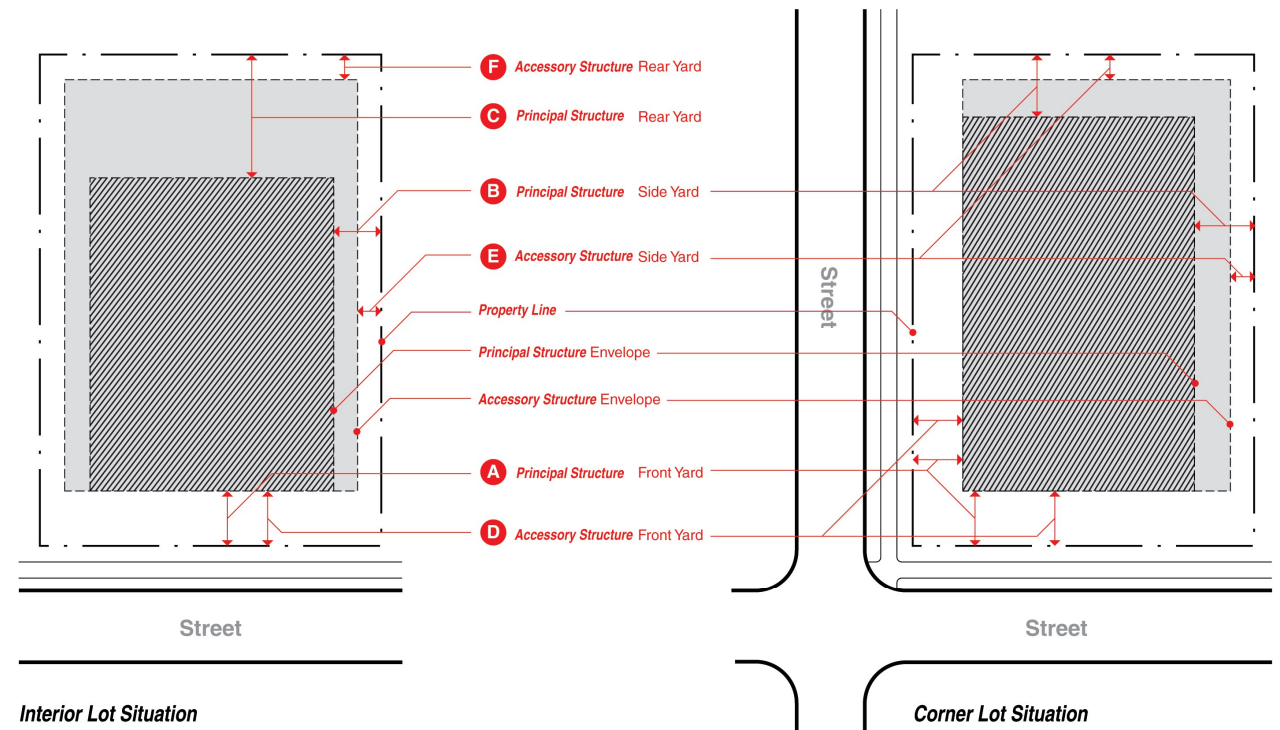 F Accessory Structure Rear Yard
C Principal Structure Rear Yard
B Principal Structure Side Yard
E Accessory Structure Side Yard
Property Line
Principal Structure Envelope
Accessory Structure Envelope
A Principal Structure Front Yard
D Accessory Structure Front Yard
Street
Street
Street
Interior Lot Situation
Corner Lot Situation